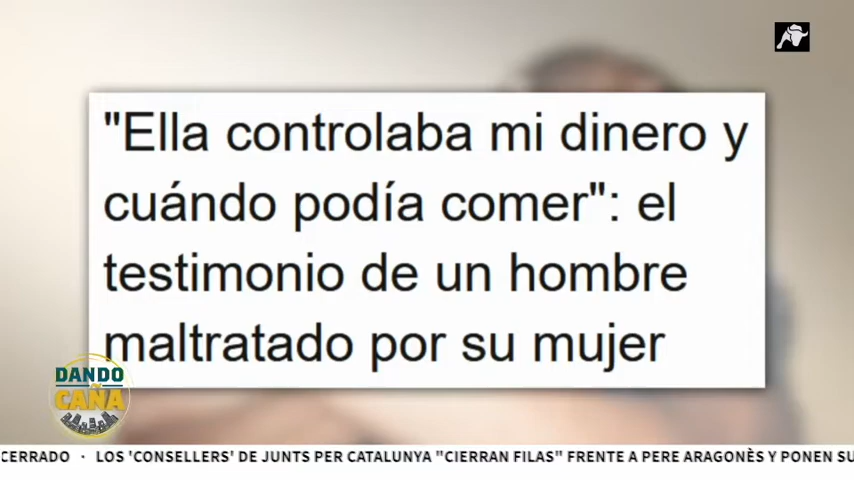 "Ella controlaba mi dinero y
cuándo podía comer": el
testimonio de un hombre
maltratado por su mujer
DANDO
CAÑA
CERRADO · LOS 'CONSELLERS' DE JUNTS PER CATALUNYA "CIERRAN FILAS" FRENTE A PERE ARAGONÈS Y PONEN SU